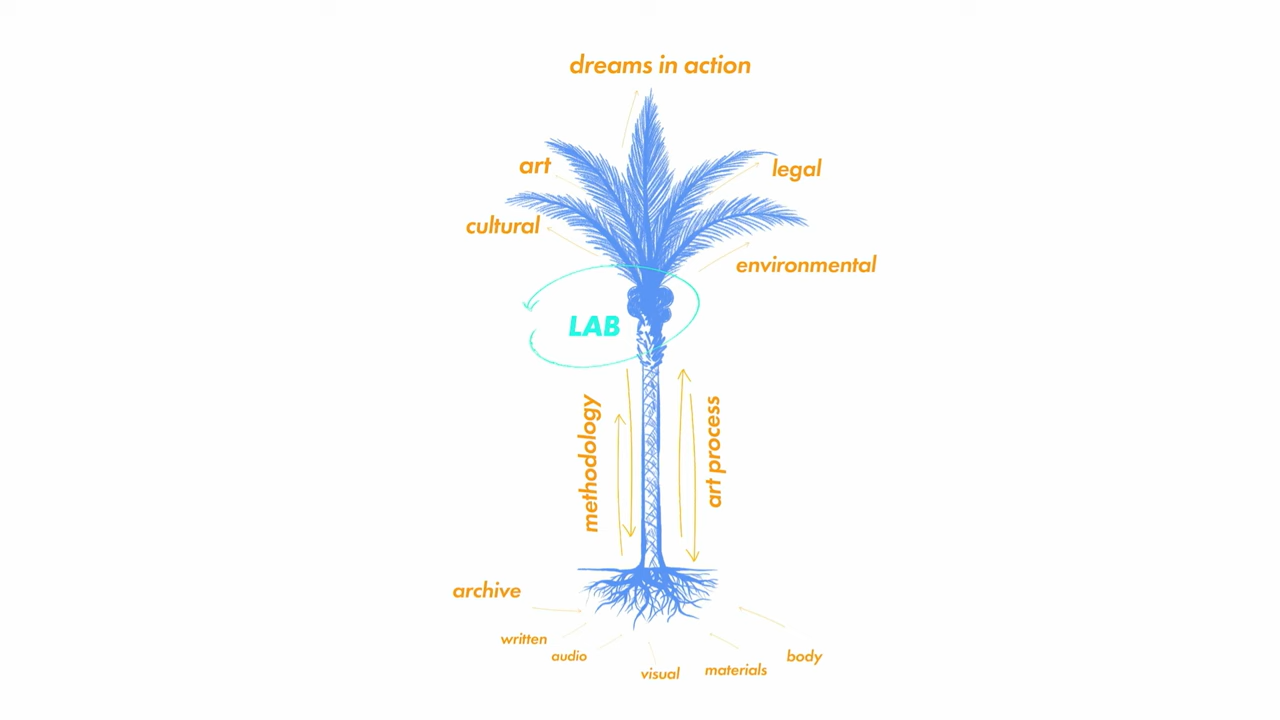 dreams in action
art
legal
cultural
environmental
LAB
methodology
art process
archive
written
audio
visual
materials
body